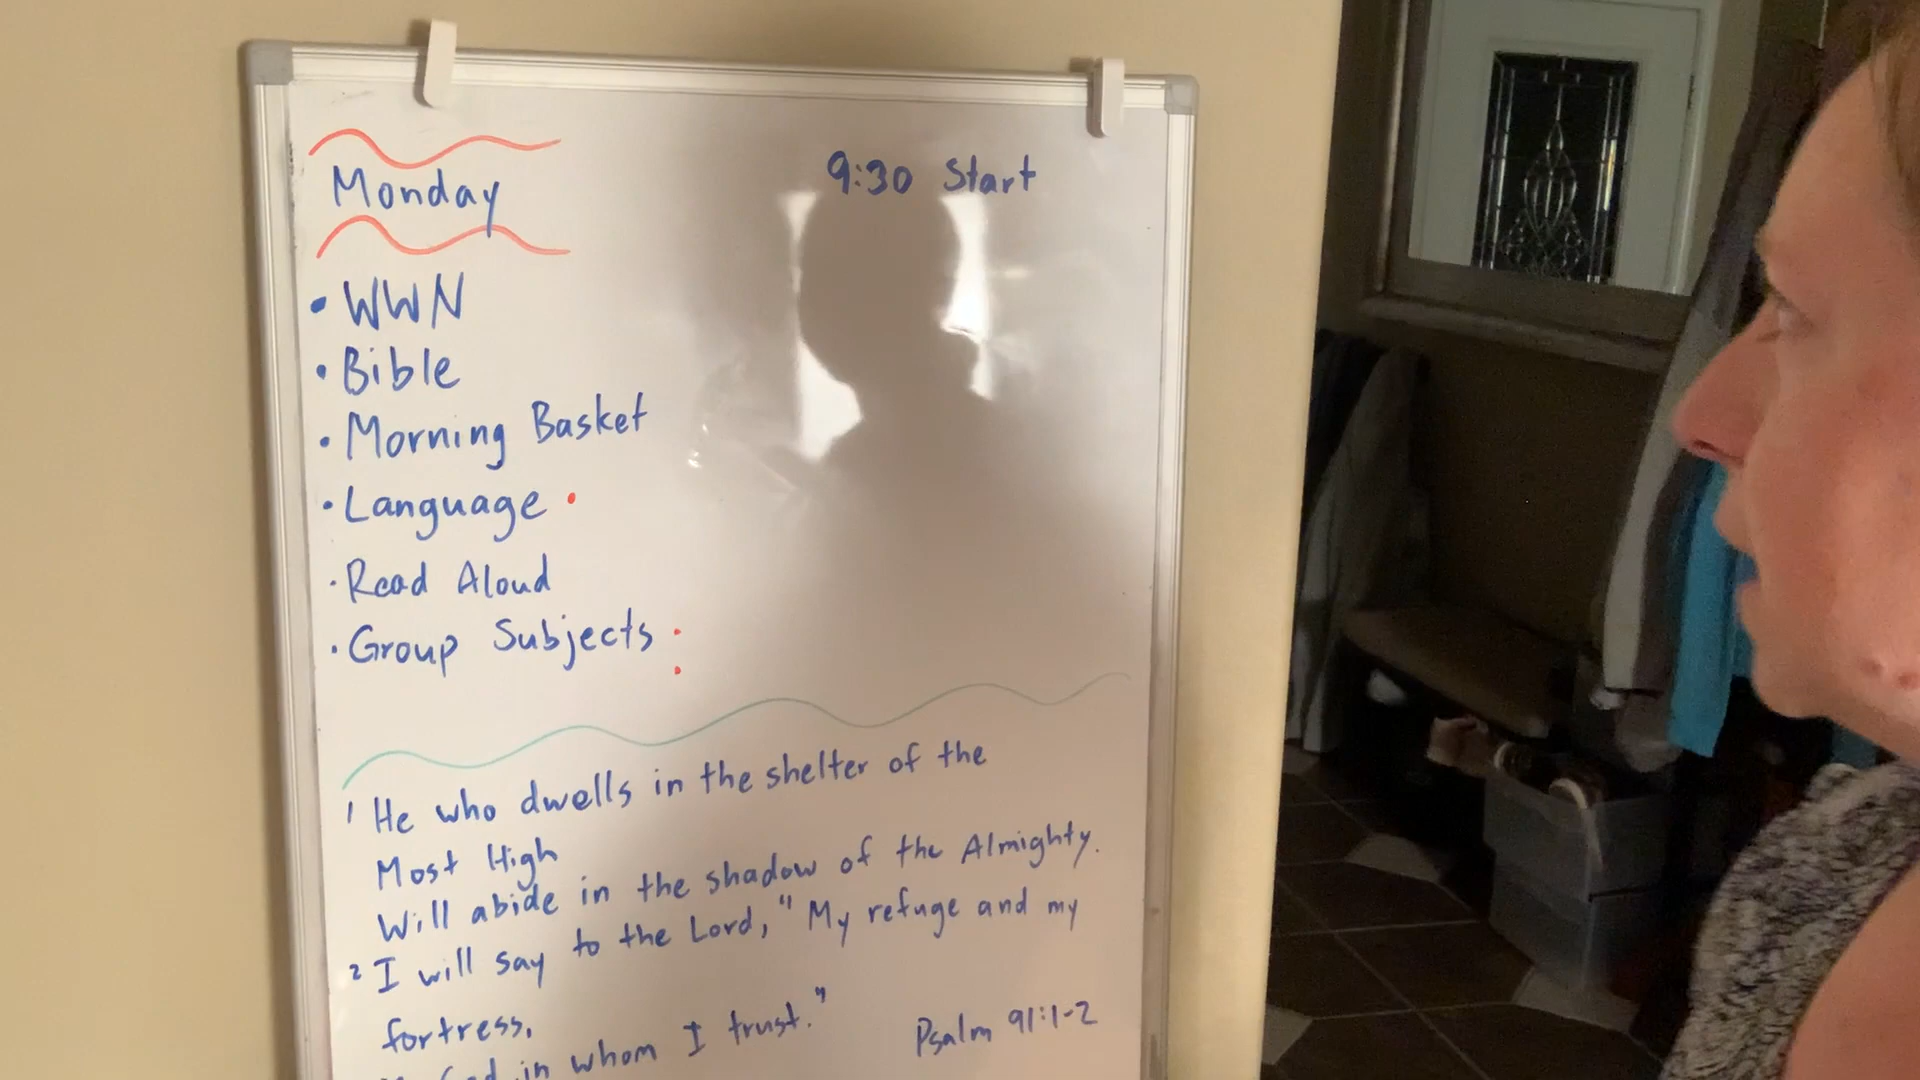 Monday
9:30 Start
• WWN
• Bible
• Morning Basket
• Language •
• Read Aloud
• Group Subjects :
1 He who dwells in the shelter of the
Most High
Will abide in the shadow of the Almighty.
2 I will say to the Lord, "My refuge and my
fortress,
God in whom I trust."
Psalm 91:1-2